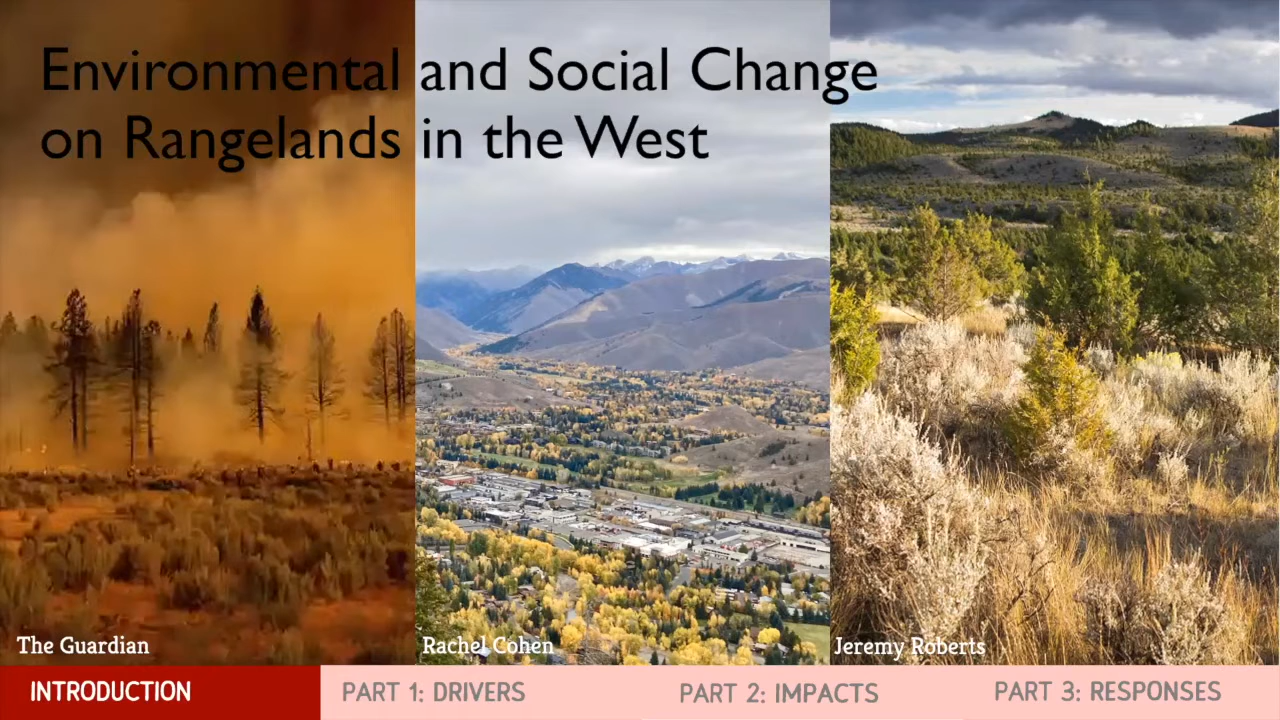 Environmental and Social Change
on Rangelands in the West
The Guardian
Rachel Cohen
Jeremy Roberts
INTRODUCTION
PART 1: DRIVERS
PART 2: IMPACTS
PART 3: RESPONSES